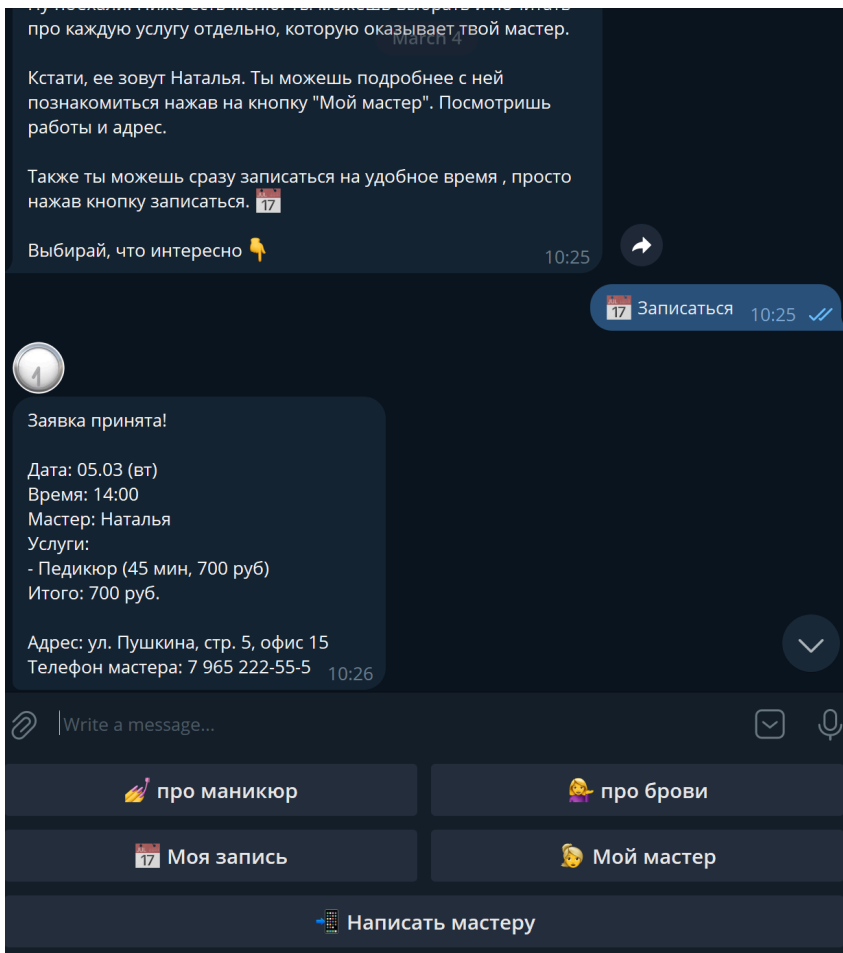 про каждую услугу отдельно, которую оказывает твой мастер.
March 4
Кстати, ее зовут Наталья. Ты можешь подробнее с ней
познакомиться нажав на кнопку "Мой мастер". Посмотришь
работы и адрес.
Также ты можешь сразу записаться на удобное время , просто
нажав кнопку записаться. 📅
Выбирай, что интересно 👇
10:25
📅 Записаться 10:25
1
Заявка принята!
Дата: 05.03 (вт)
Время: 14:00
Мастер: Наталья
Услуги:
- Педикюр (45 мин, 700 руб)
Итого: 700 руб.
Адрес: ул. Пушкина, стр. 5, офис 15
Телефон мастера: 7 965 222-55-5 10:26
Write a message...
💅 про маникюр
💁‍♀️ про брови
📅 Моя запись
🙋‍♀️ Мой мастер
📲 Написать мастеру